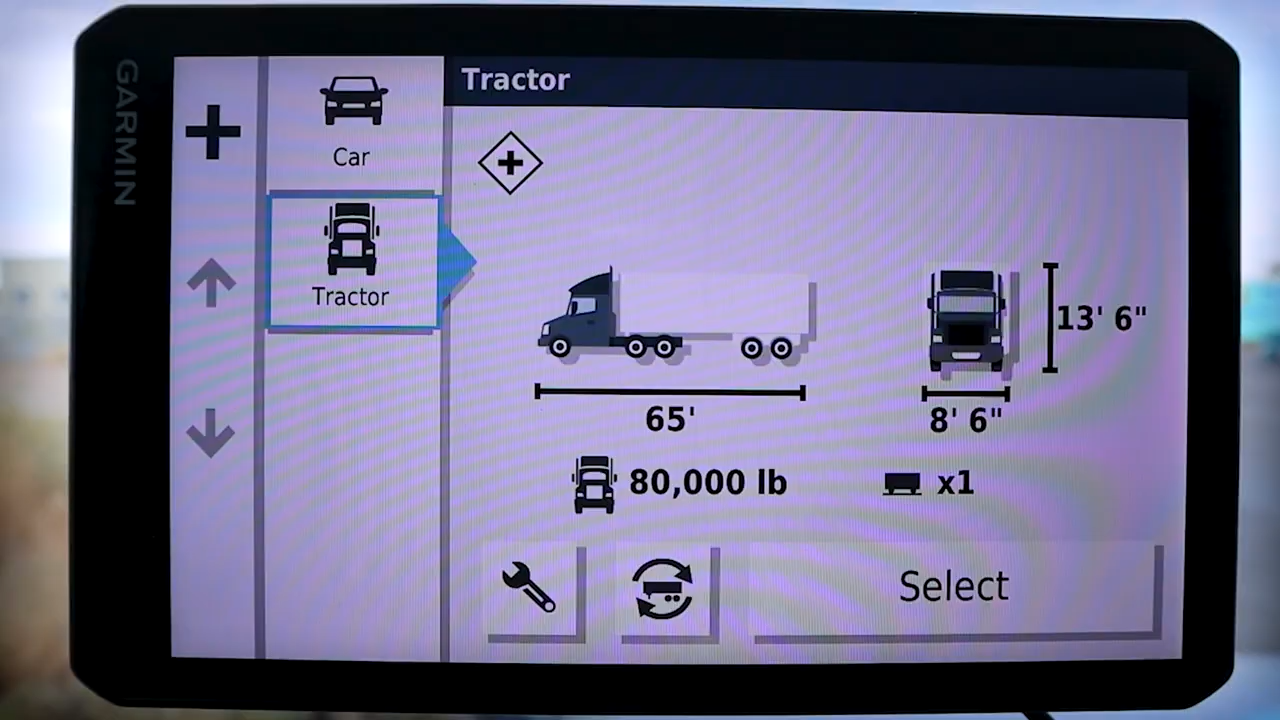 GARMIN
Car
Tractor
Tractor
65'
13' 6"
8' 6"
80,000 lb
x1
Select